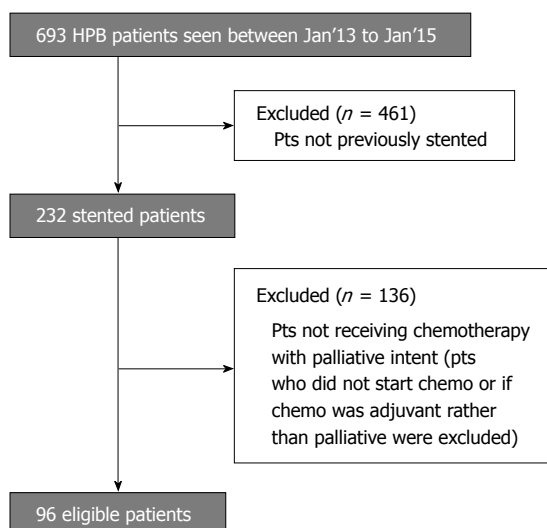 693 HPB patients seen between Jan'13 to Jan'15
Excluded (n = 461)
Pts not previously stented
232 stented patients
Excluded (n = 136)
Pts not receiving chemotherapy
with palliative intent (pts
who did not start chemo or if
chemo was adjuvant rather
than palliative were excluded)
96 eligible patients